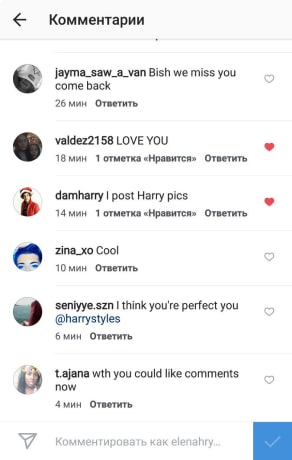 Комментарии
jayma_saw_a_van Bish we miss you
come back
26 мин Ответить
valdez2158 LOVE YOU
18 мин 1 отметка «Нравится» Ответить
damharry I post Harry pics
14 мин 1 отметка «Нравится» Ответить
zina_xo Cool
10 мин Ответить
seniyye.szn I think you're perfect you
@harrystyles
6 мин Ответить
t.ajana wth you could like comments
now
4 мин Ответить
Комментировать как elenahry...